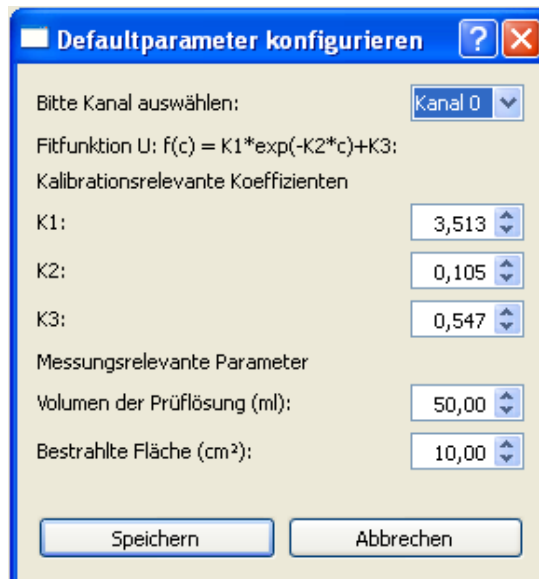 Defaultparameter konfigurieren
Bitte Kanal auswählen: Kanal 0
Fitfunktion U: f(c) = K1*exp(-K2*c)+K3:
Kalibrationsrelevante Koeffizienten
K1: 3,513
K2: 0,105
K3: 0,547
Messungsrelevante Parameter
Volumen der Prüflösung (ml): 50,00
Bestrahlte Fläche (cm²): 10,00
Speichern Abbrechen